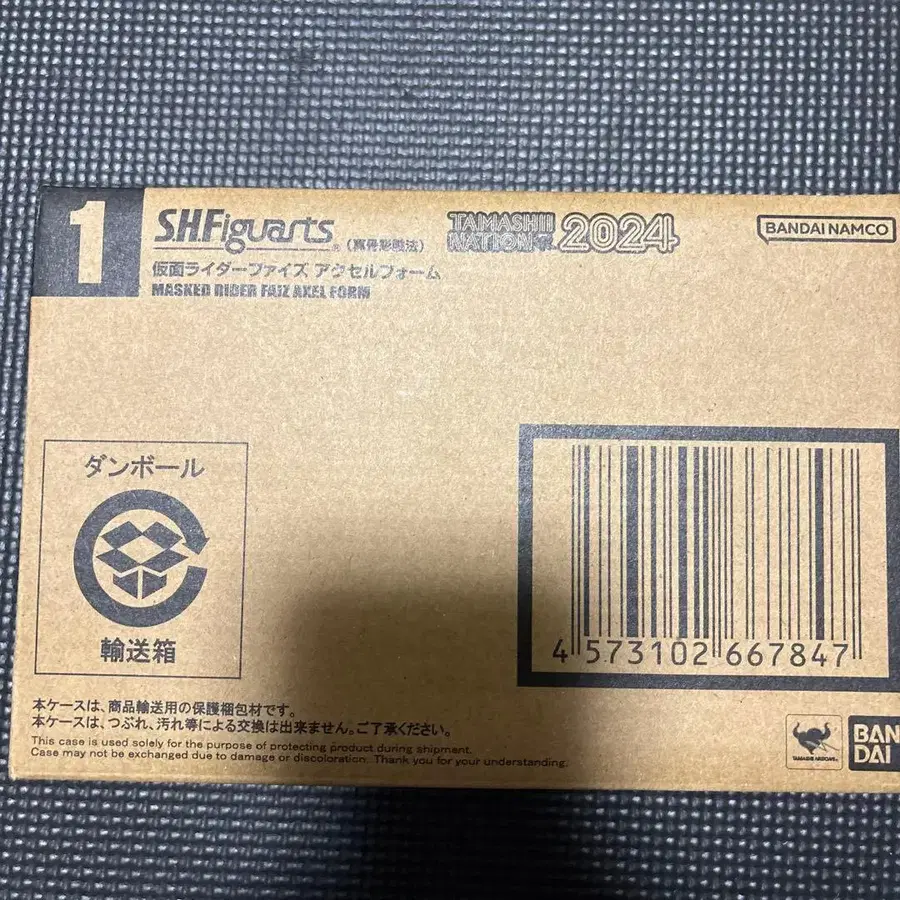 1
S.H.Figuarts® (真骨彫製法)
仮面ライダーファイズ アクセルフォーム
MASKED RIDER FAIZ AXEL FORM
TAMASHII
NATION 2024
BANDAI NAMCO
ダンボール
輸送箱
4 573102 667847
本ケースは、商品輸送用の保護梱包材です。
本ケースは、つぶれ、汚れ等による交換は出来ません。ご了承ください。
This case is used solely for the purpose of protecting product during shipment.
Case may not be exchanged due to damage or discoloration. Thank you for your understanding.
TAMASHII NATIONS
BAN
DAI